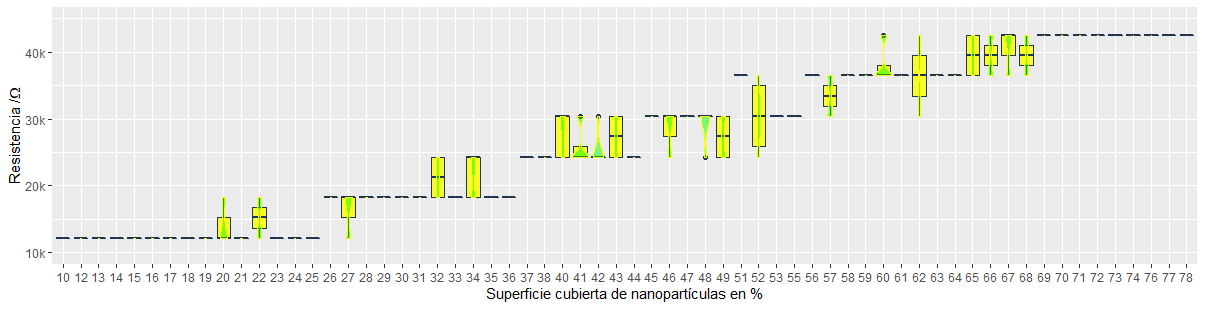 40k
30k
20k
10k
Resistencia /Ω
10 12 13 14 15 16 17 18 19 20 21 22 23 24 25 26 27 28 29 30 31 32 33 34 35 36 37 38 39 40 41 42 43 44 45 46 47 48 49 51 52 53 55 56 57 58 59 60 61 62 63 64 65 66 67 68 69 70 71 72 73 74 75 76 77 78
Superficie cubierta de nanopartículas en %